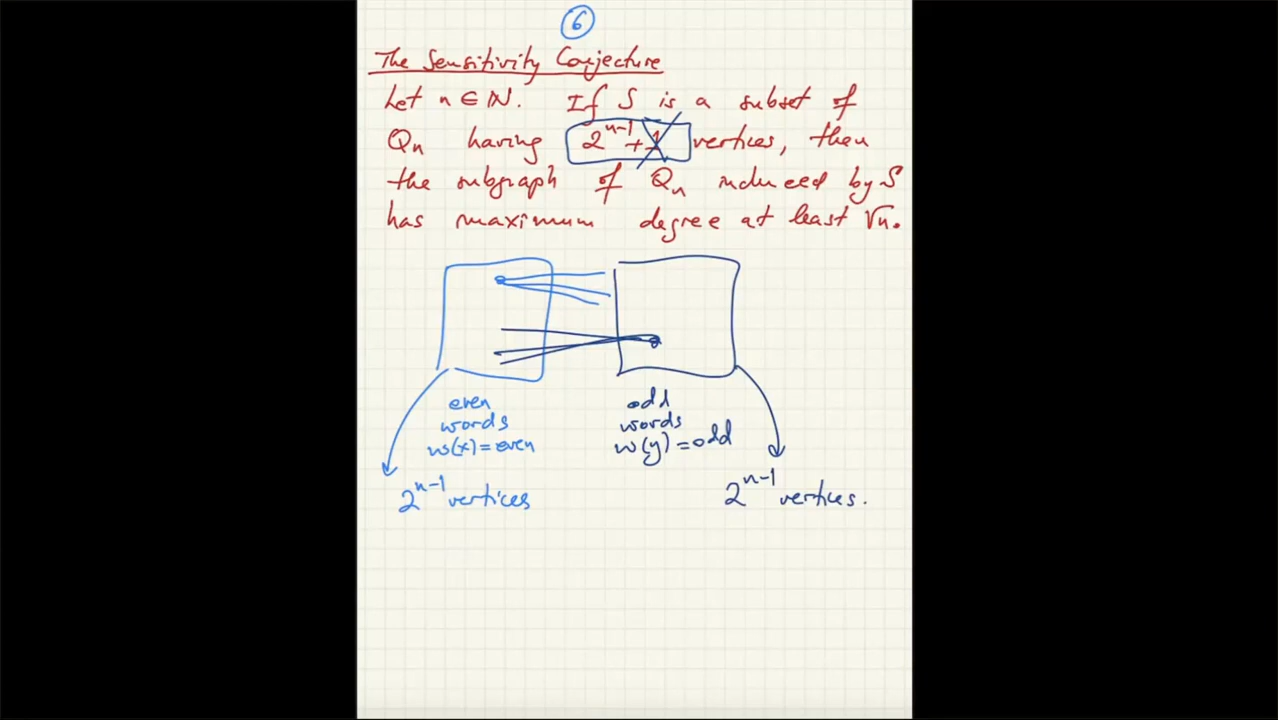 6
The Sensitivity Conjecture
Let n ∈ ℕ. If S is a subset of
Qn having 2^{n-1}+1 vertices, then
the subgraph of Qn induced by S
has maximum degree at least √n.
even
words
w(x)=even
odd
words
w(y)=odd
2^{n-1} vertices
2^{n-1} vertices.